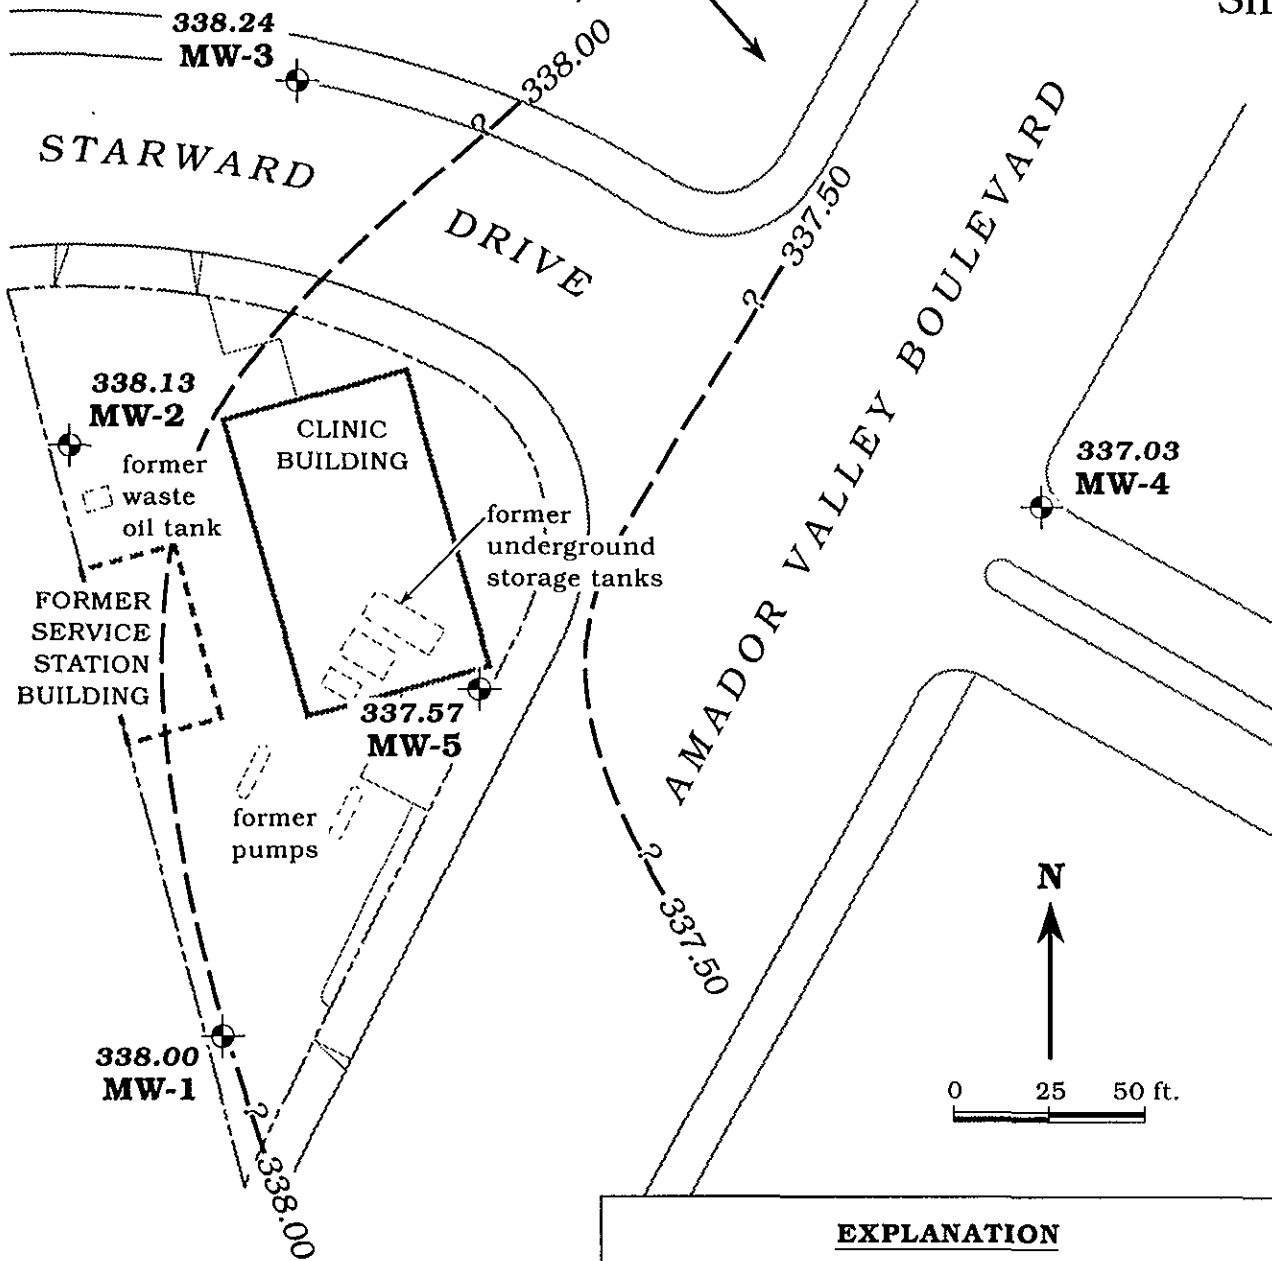 338.24
MW-3
338.00
?
STARWARD
DRIVE
337.50
?
AMADOR VALLEY BOULEVARD
338.13
MW-2
CLINIC
BUILDING
former
waste
oil tank
337.03
MW-4
former
underground
storage tanks
FORMER
SERVICE
STATION
BUILDING
337.57
MW-5
former
pumps
?
337.50
N
338.00
MW-1
?
338.00
0 25 50 ft.
EXPLANATION